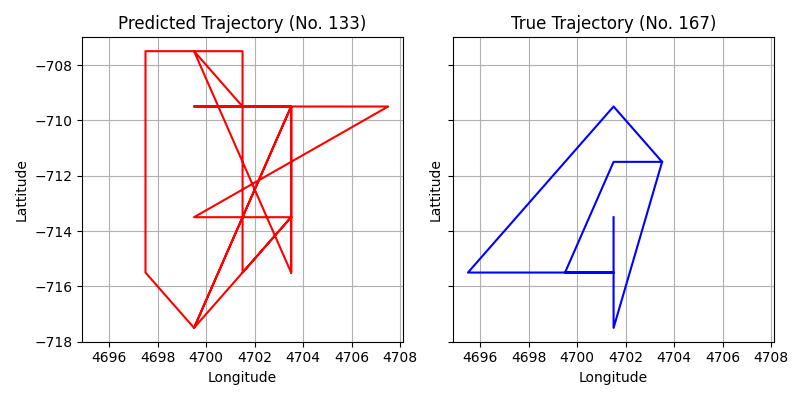 Predicted Trajectory (No. 133)
True Trajectory (No. 167)
Lattitude
−708
−710
−712
−714
−716
−718
4696 4698 4700 4702 4704 4706 4708
Longitude
Lattitude
4696 4698 4700 4702 4704 4706 4708
Longitude